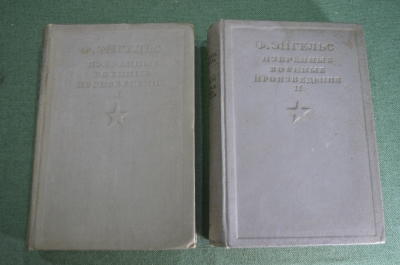 Ф. ЭНГЕЛЬС
ИЗБРАННЫЕ
ВОЕННЫЕ
ПРОИЗВЕДЕНИЯ
I
Ф. ЭНГЕЛЬС
ИЗБРАННЫЕ
ВОЕННЫЕ
ПРОИЗВЕДЕНИЯ
II